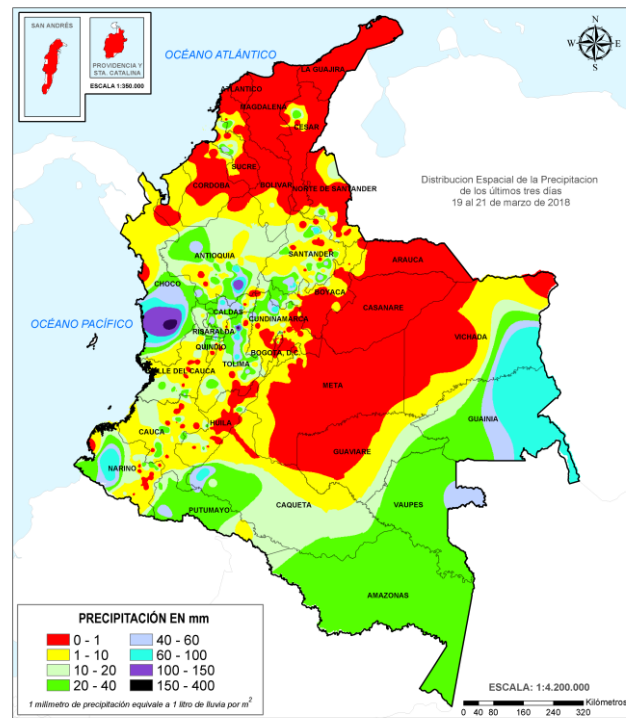 SAN ANDRÉS
PROVIDENCIA Y
STA. CATALINA
ESCALA 1:350.000
OCÉANO ATLÁNTICO
N
W E
S
LA GUAJIRA
ATLANTICO
MAGDALENA
CESAR
SUCRE
CORDOBA
BOLIVAR
NORTE DE SANTANDER
Distribucion Espacial de la Precipitacion
de los últimos tres días
19 al 21 de marzo de 2018
ANTIOQUIA
SANTANDER
ARAUCA
CHOCO
BOYACA
CASANARE
OCÉANO PACÍFICO
CALDAS
CUNDINAMARCA
RISARALDA
VICHADA
QUINDIO
BOGOTA, D.C.
VALLE DEL CAUCA
TOLIMA
META
GUAINIA
CAUCA
HUILA
GUAVIARE
NARIÑO
CAQUETA
VAUPES
PUTUMAYO
AMAZONAS
PRECIPITACIÓN EN mm
0 - 1
40 - 60
1 - 10
60 - 100
10 - 20
100 - 150
20 - 40
150 - 400
1 milímetro de precipitación equivale a 1 litro de lluvia por m2
ESCALA: 1:4.200.000
Kilómetros
0 40 80 160 240 320